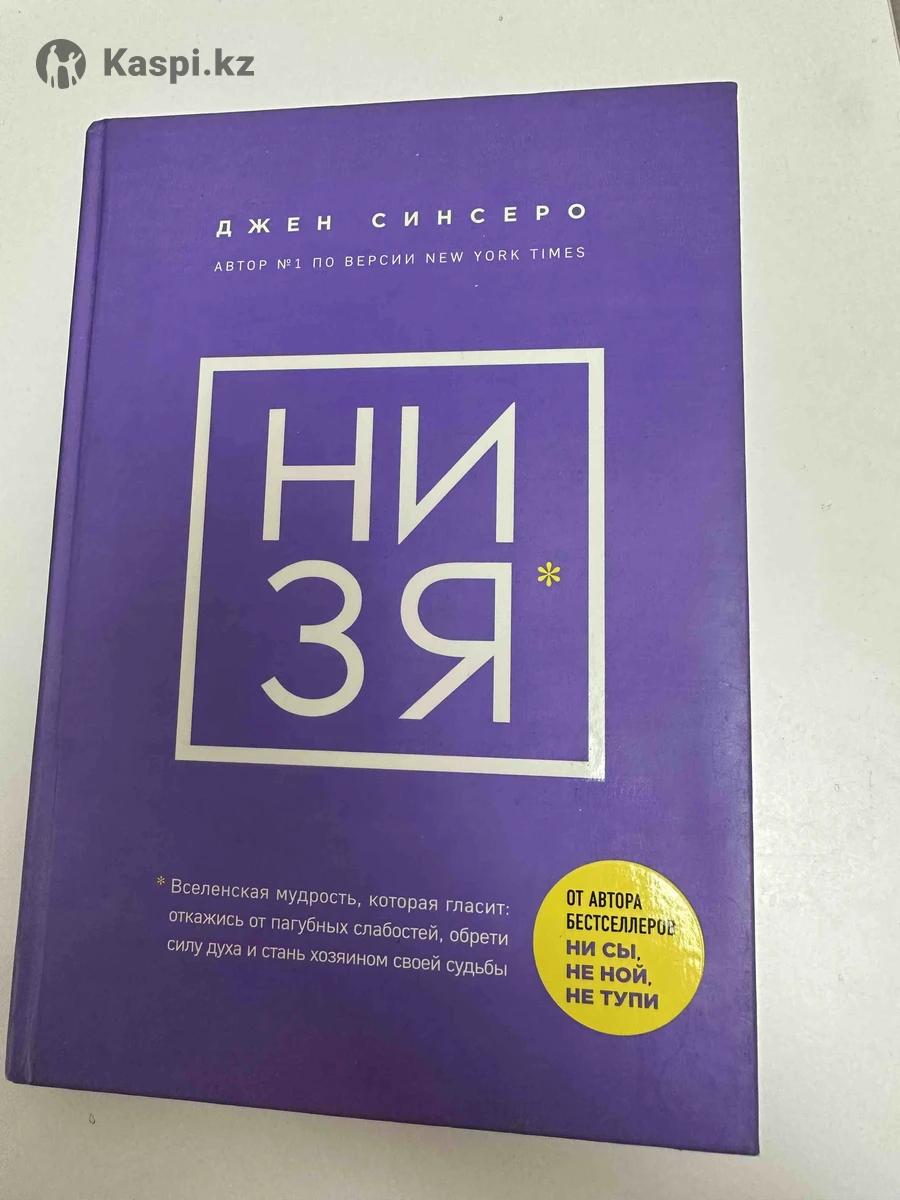 Kaspi.kz
ДЖЕН СИНСЕРО
АВТОР №1 ПО ВЕРСИИ NEW YORK TIMES
НИ
ЗЯ*
* Вселенская мудрость, которая гласит:
откажись от пагубных слабостей, обрети
силу духа и стань хозяином своей судьбы
ОТ АВТОРА
БЕСТСЕЛЛЕРОВ
НИ СЫ,
НЕ НОЙ,
НЕ ТУПИ